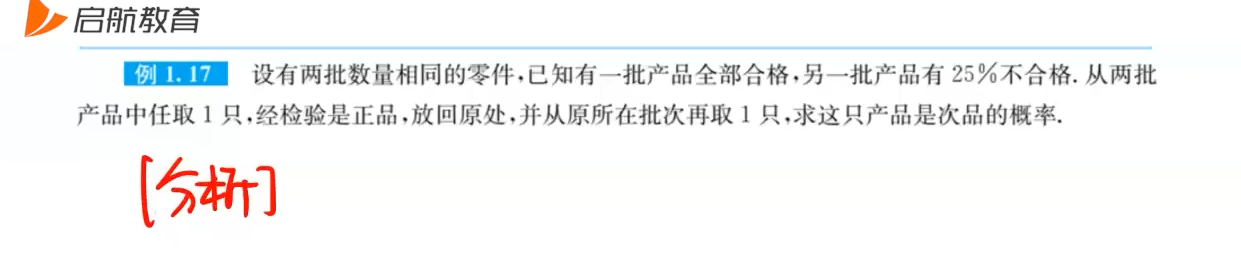 启航教育
例 1.17 设有两批数量相同的零件,已知有一批产品全部合格,另一批产品有 25%不合格.从两批
产品中任取 1 只,经检验是正品,放回原处,并从原所在批次再取 1 只,求这只产品是次品的概率.
[分析]